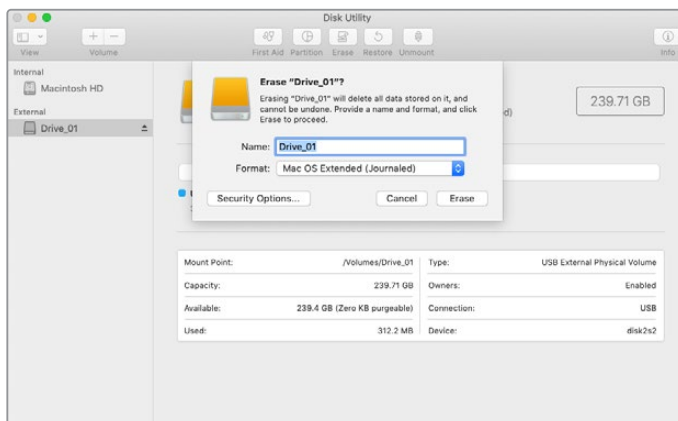 Disk Utility
View
Volume
First Aid Partition Erase Restore Unmount
Info
Internal
Macintosh HD
External
Drive_01
Erase "Drive_01"?
Erasing "Drive_01" will delete all data stored on it, and
cannot be undone. Provide a name and format, and click
Erase to proceed.
Name: Drive_01
Format: Mac OS Extended (Journaled)
Security Options... Cancel Erase
ed)
239.71 GB
Mount Point: /Volumes/Drive_01 Type: USB External Physical Volume
Capacity: 239.71 GB Owners: Enabled
Available: 239.4 GB (Zero KB purgeable) Connection: USB
Used: 312.2 MB Device: disk2s2